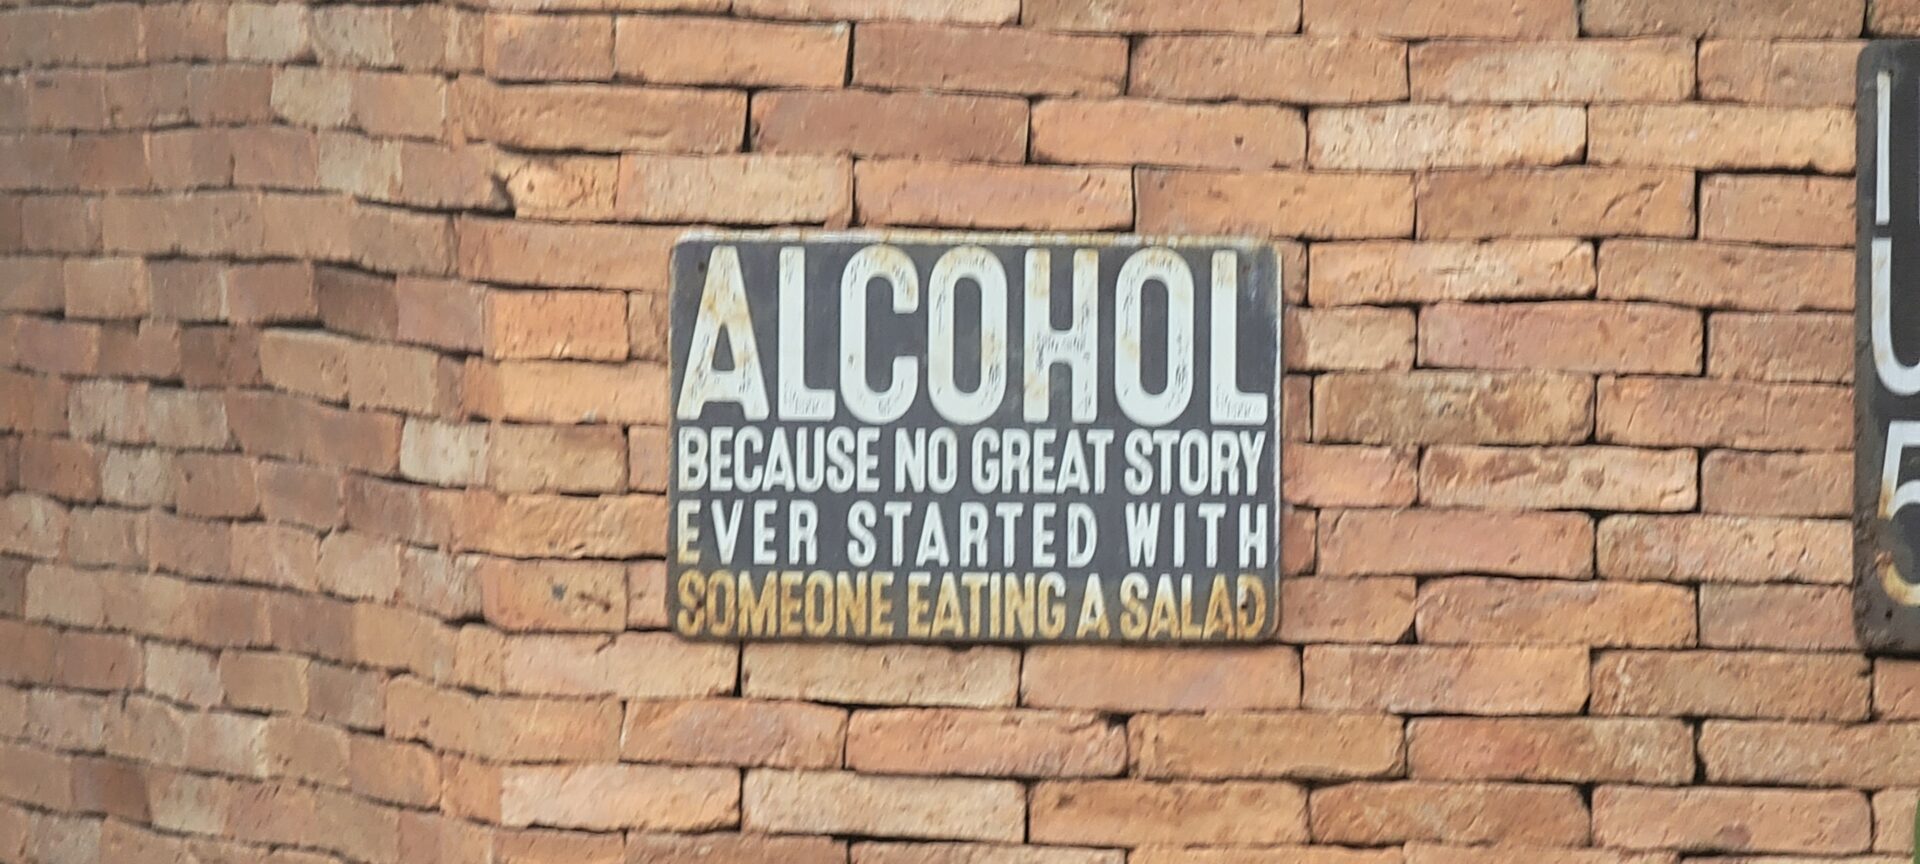 ALCOHOL
BECAUSE NO GREAT STORY
EVER STARTED WITH
SOMEONE EATING A SALAD